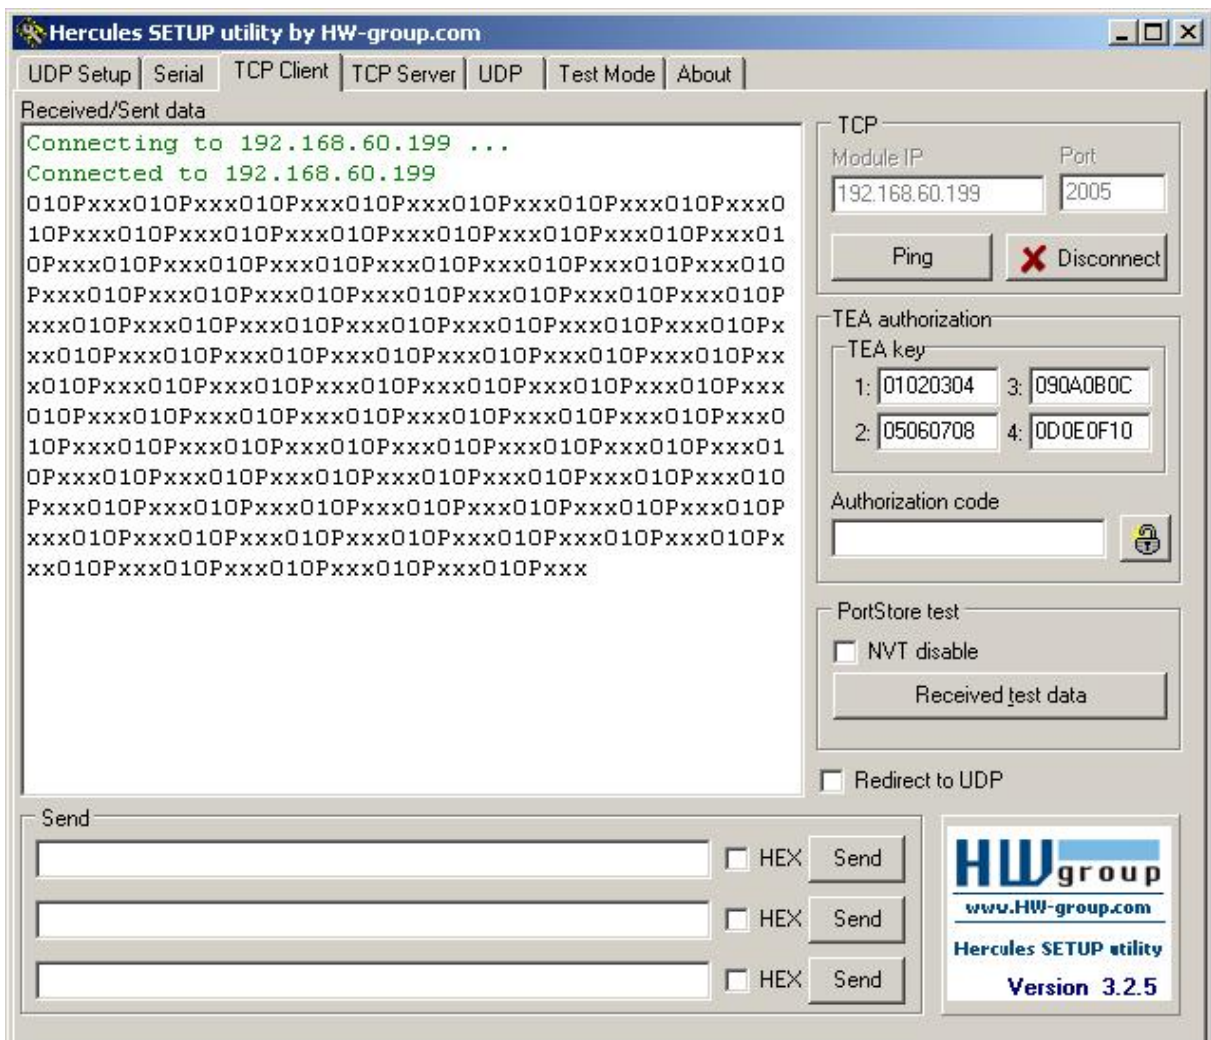 Hercules SETUP utility by HW-group.com
UDP Setup Serial TCP Client TCP Server UDP Test Mode About
Received/Sent data
Connecting to 192.168.60.199 ...
Connected to 192.168.60.199
010Pxxx010Pxxx010Pxxx010Pxxx010Pxxx010Pxxx010Pxxx0
10Pxxx010Pxxx010Pxxx010Pxxx010Pxxx010Pxxx010Pxxx01
0Pxxx010Pxxx010Pxxx010Pxxx010Pxxx010Pxxx010Pxxx010
Pxxx010Pxxx010Pxxx010Pxxx010Pxxx010Pxxx010Pxxx010P
xxx010Pxxx010Pxxx010Pxxx010Pxxx010Pxxx010Pxxx010Px
xx010Pxxx010Pxxx010Pxxx010Pxxx010Pxxx010Pxxx010Pxx
x010Pxxx010Pxxx010Pxxx010Pxxx010Pxxx010Pxxx010Pxxx
010Pxxx010Pxxx010Pxxx010Pxxx010Pxxx010Pxxx010Pxxx0
10Pxxx010Pxxx010Pxxx010Pxxx010Pxxx010Pxxx010Pxxx01
0Pxxx010Pxxx010Pxxx010Pxxx010Pxxx010Pxxx010Pxxx010
Pxxx010Pxxx010Pxxx010Pxxx010Pxxx010Pxxx010Pxxx010P
xxx010Pxxx010Pxxx010Pxxx010Pxxx010Pxxx010Pxxx010Px
xx010Pxxx010Pxxx010Pxxx010Pxxx010Pxxx
TCP
Module IP Port
192.168.60.199 2005
Ping Disconnect
TEA authorization
TEA key
1: 01020304 3: 090A0B0C
2: 05060708 4: 0D0E0F10
Authorization code
PortStore test
NVT disable
Received test data
Redirect to UDP
Send
HEX Send
HEX Send
HEX Send
HW group
www.HW-group.com
Hercules SETUP utility
Version 3.2.5